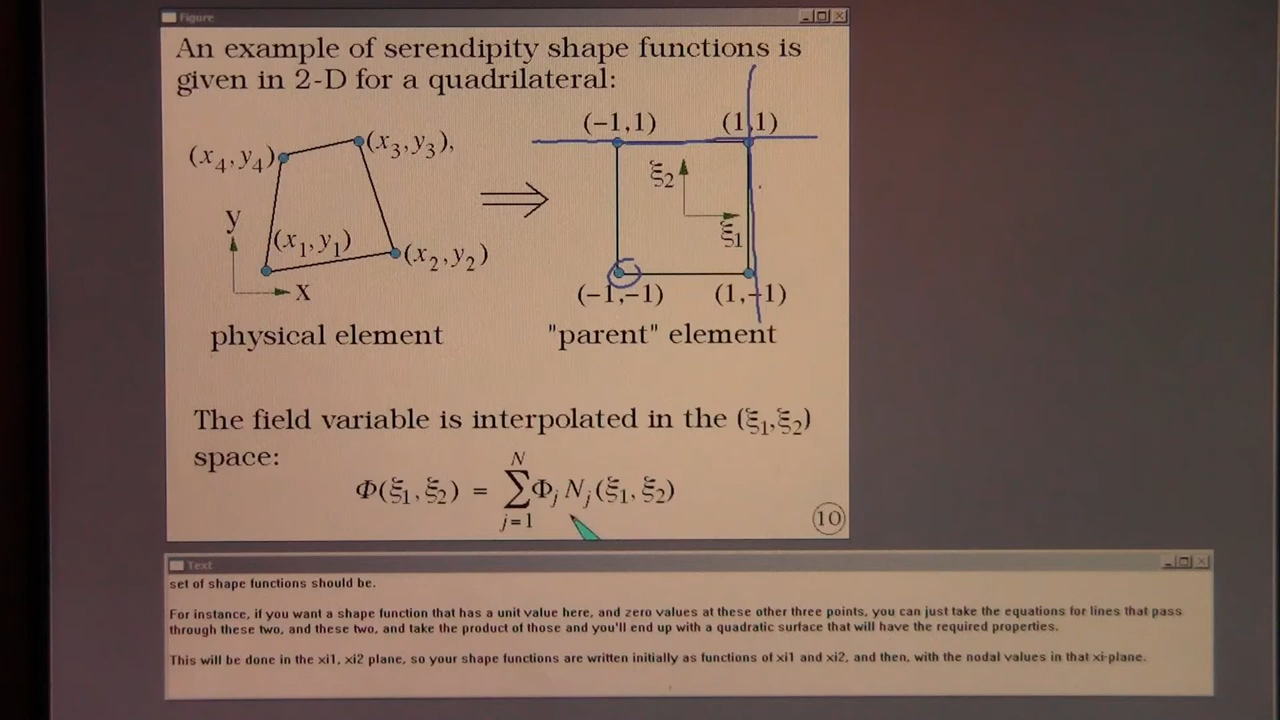 Figure
An example of serendipity shape functions is
given in 2-D for a quadrilateral:
(x₄,y₄)
(x₃,y₃),
(x₁,y₁)
(x₂,y₂)
y
x
physical element
⇒
(−1,1)
(1,1)
ξ₂
ξ₁
(−1,−1)
(1,−1)
"parent" element
The field variable is interpolated in the (ξ₁,ξ₂)
space:
Φ(ξ₁,ξ₂) = ∑_{j=1}^{N} Φⱼ Nⱼ(ξ₁,ξ₂)
10
Text
set of shape functions should be.
For instance, if you want a shape function that has a unit value here, and zero values at these other three points, you can just take the equations for lines that pass
through these two, and these two, and take the product of those and you'll end up with a quadratic surface that will have the required properties.
This will be done in the xi1, xi2 plane, so your shape functions are written initially as functions of xi1 and xi2, and then, with the nodal values in that xi-plane.